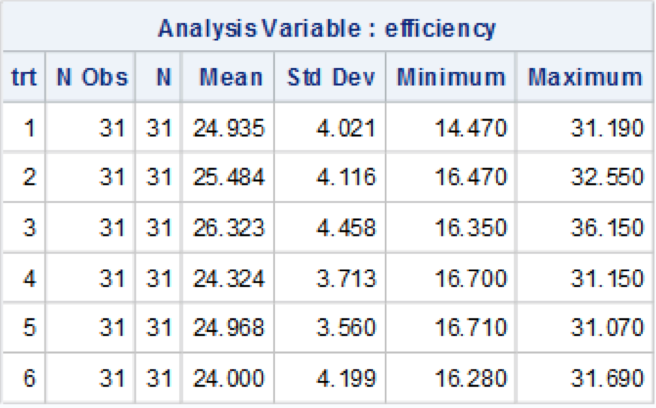 Analysis Variable : efficiency
trt N Obs N Mean Std Dev Minimum Maximum
1 31 31 24.935 4.021 14.470 31.190
2 31 31 25.484 4.116 16.470 32.550
3 31 31 26.323 4.458 16.350 36.150
4 31 31 24.324 3.713 16.700 31.150
5 31 31 24.968 3.560 16.710 31.070
6 31 31 24.000 4.199 16.280 31.690